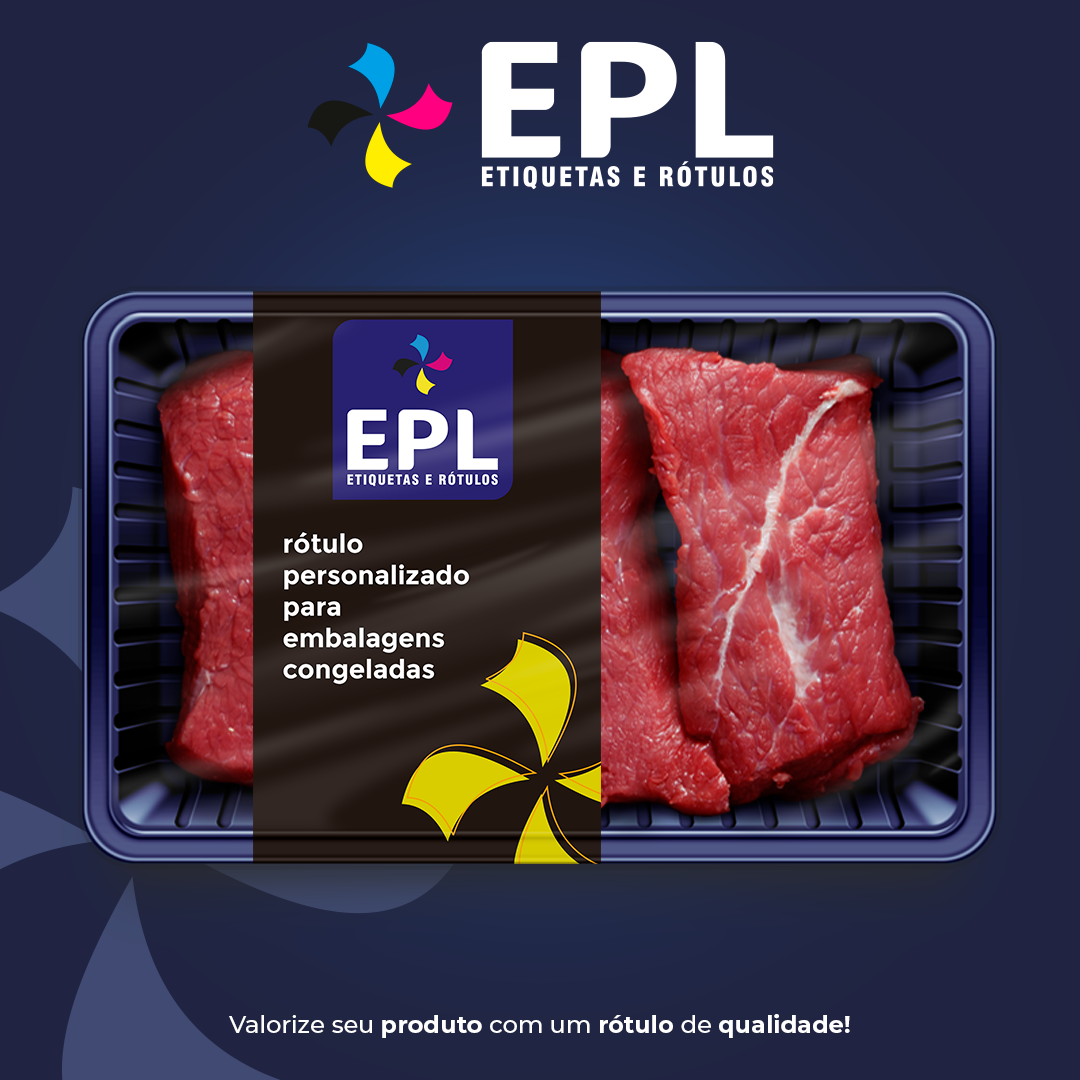 EPL
ETIQUETAS E RÓTULOS
EPL
ETIQUETAS E RÓTULOS
rótulo
personalizado
para
embalagens
congeladas
Valorize seu produto com um rótulo de qualidade!